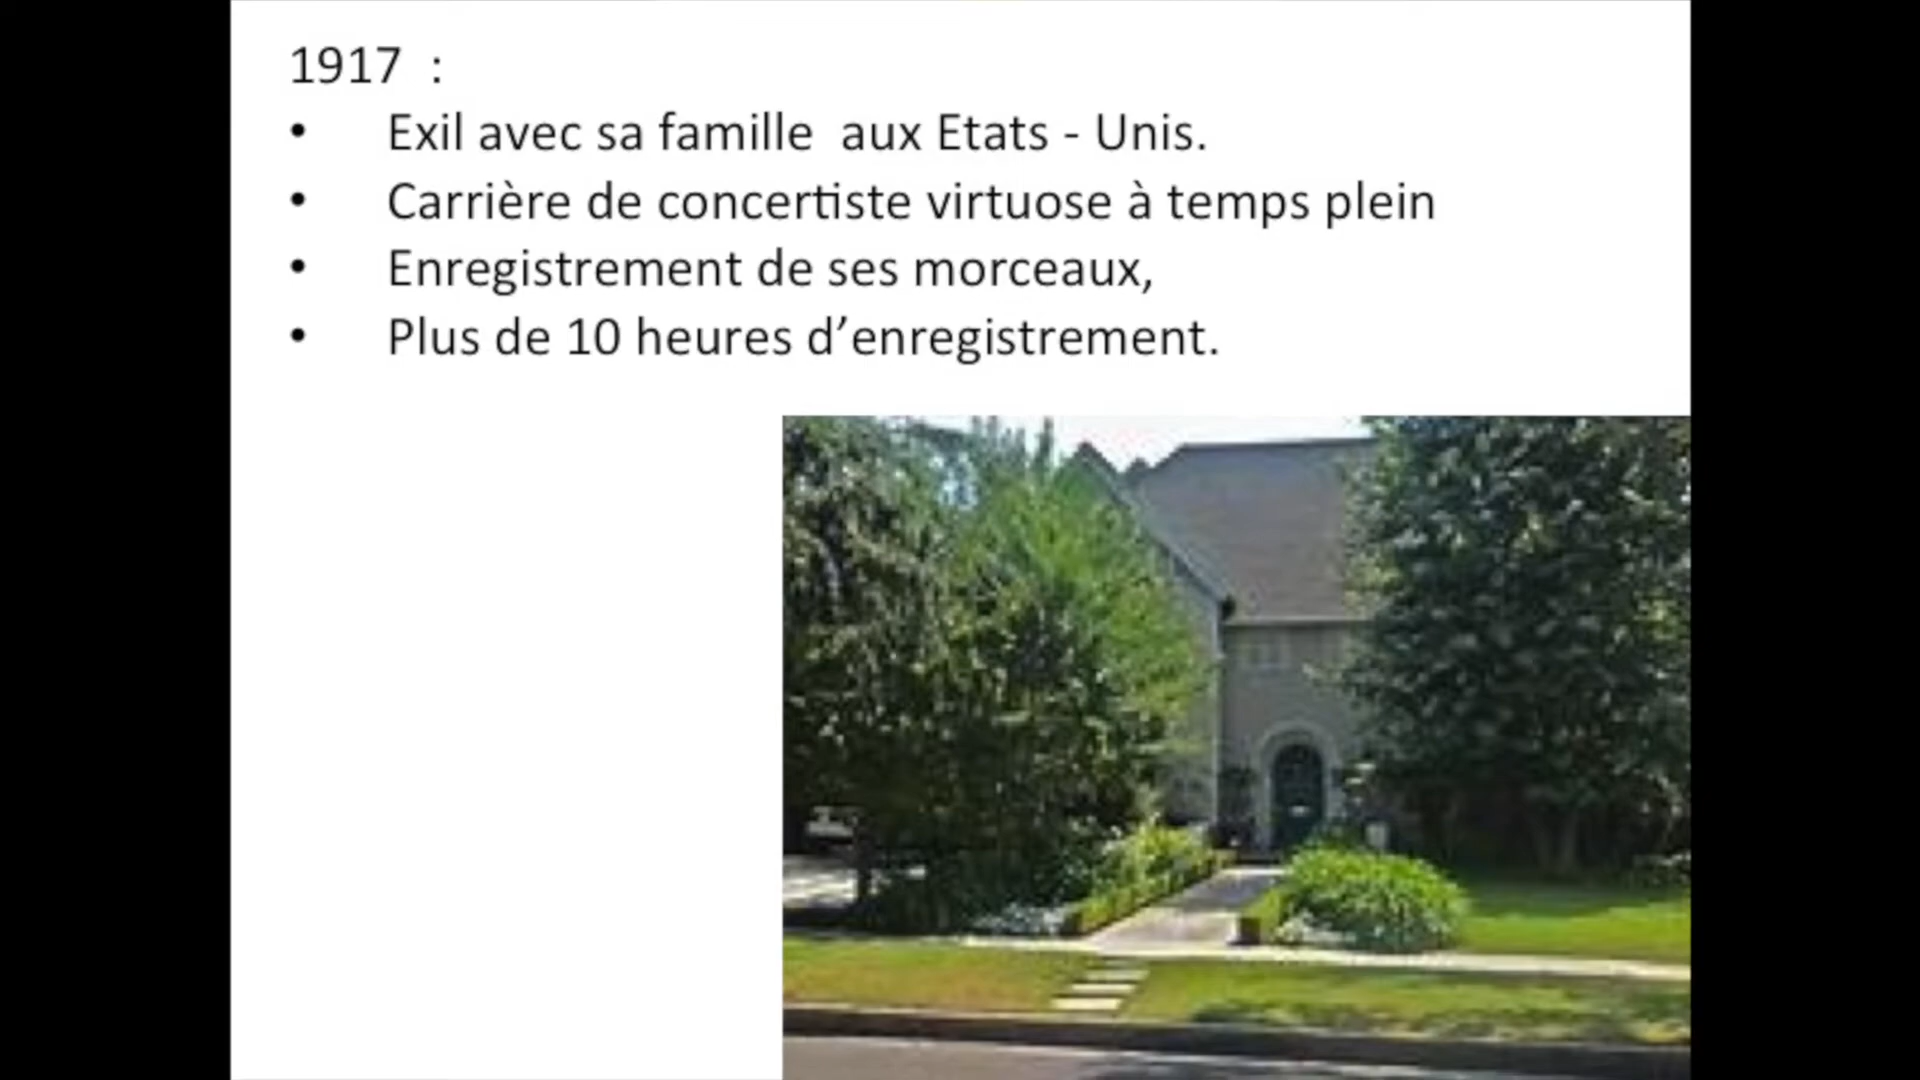 1917  :
• Exil avec sa famille  aux Etats - Unis.
• Carrière de concertiste virtuose à temps plein
• Enregistrement de ses morceaux,
• Plus de 10 heures d’enregistrement.